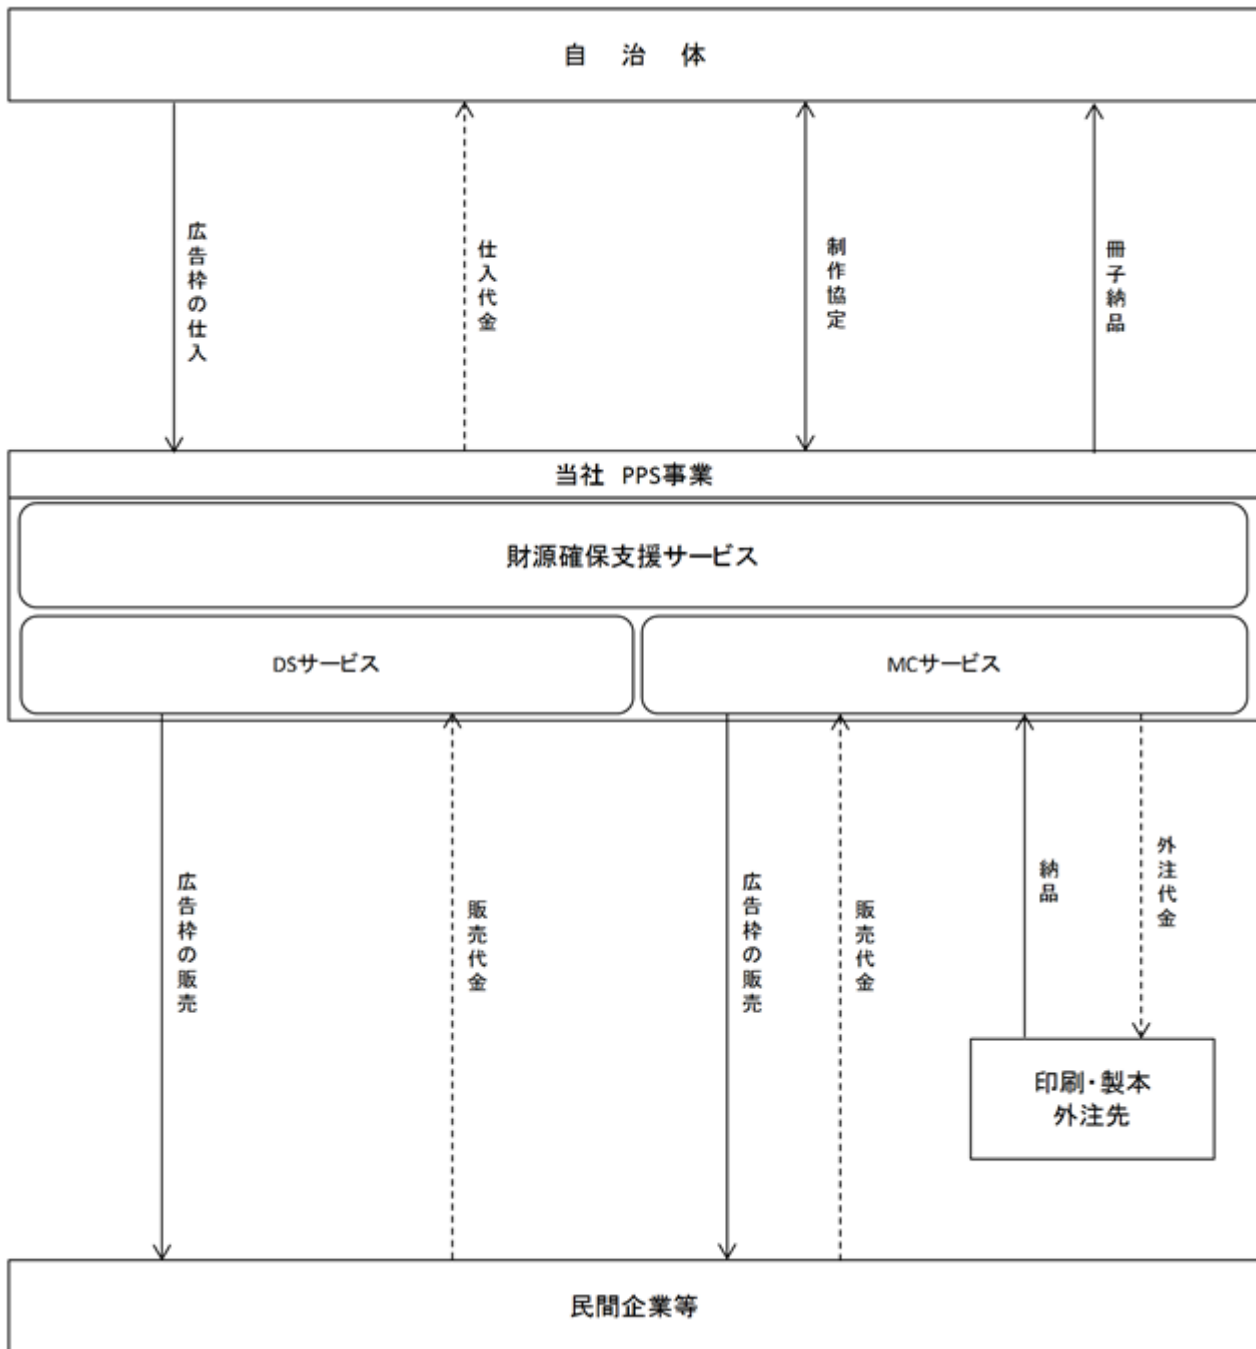 自 治 体
広告枠の仕入
仕入代金
制作協定
冊子納品
当社 PPS事業
財源確保支援サービス
DSサービス
MCサービス
広告枠の販売
販売代金
広告枠の販売
販売代金
納品
外注代金
印刷・製本
外注先
民間企業等